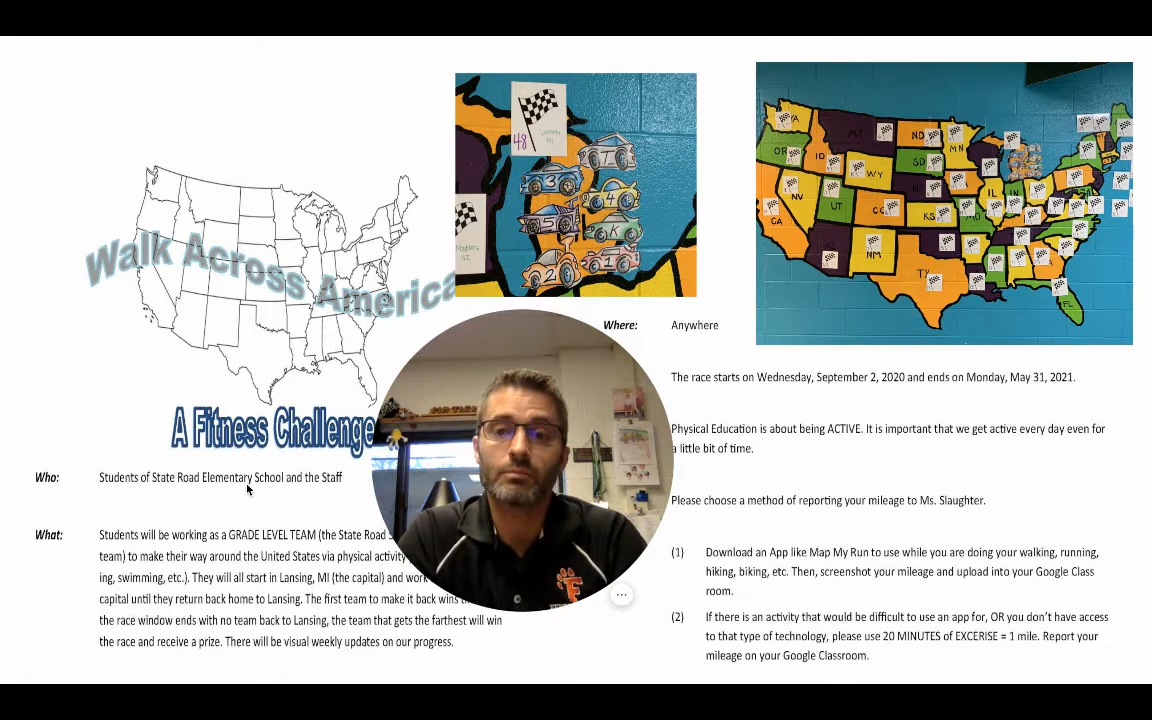 Walk Across America
A Fitness Challenge
Who: Students of State Road Elementary School and the Staff
What: Students will be working as a GRADE LEVEL TEAM (the State Road S
team) to make their way around the United States via physical activity
ing, swimming, etc.). They will all start in Lansing, MI (the capital) and work
capital until they return back home to Lansing. The first team to make it back wins th
the race window ends with no team back to Lansing, the team that gets the farthest will win
the race and receive a prize. There will be visual weekly updates on our progress.
48
Lansing
MI
1
3
4
5
K
2
1
Madison
WI
WA
MT
ND
MN
OR
ID
SD
WY
NV
UT
CO
KS
IL
IN
MO
CA
AZ
NM
TX
FL
Where: Anywhere
The race starts on Wednesday, September 2, 2020 and ends on Monday, May 31, 2021.
Physical Education is about being ACTIVE. It is important that we get active every day even for
a little bit of time.
Please choose a method of reporting your mileage to Ms. Slaughter.
(1) Download an App like Map My Run to use while you are doing your walking, running,
hiking, biking, etc. Then, screenshot your mileage and upload into your Google Class
room.
(2) If there is an activity that would be difficult to use an app for, OR you don't have access
to that type of technology, please use 20 MINUTES of EXCERISE = 1 mile. Report your
mileage on your Google Classroom.
F